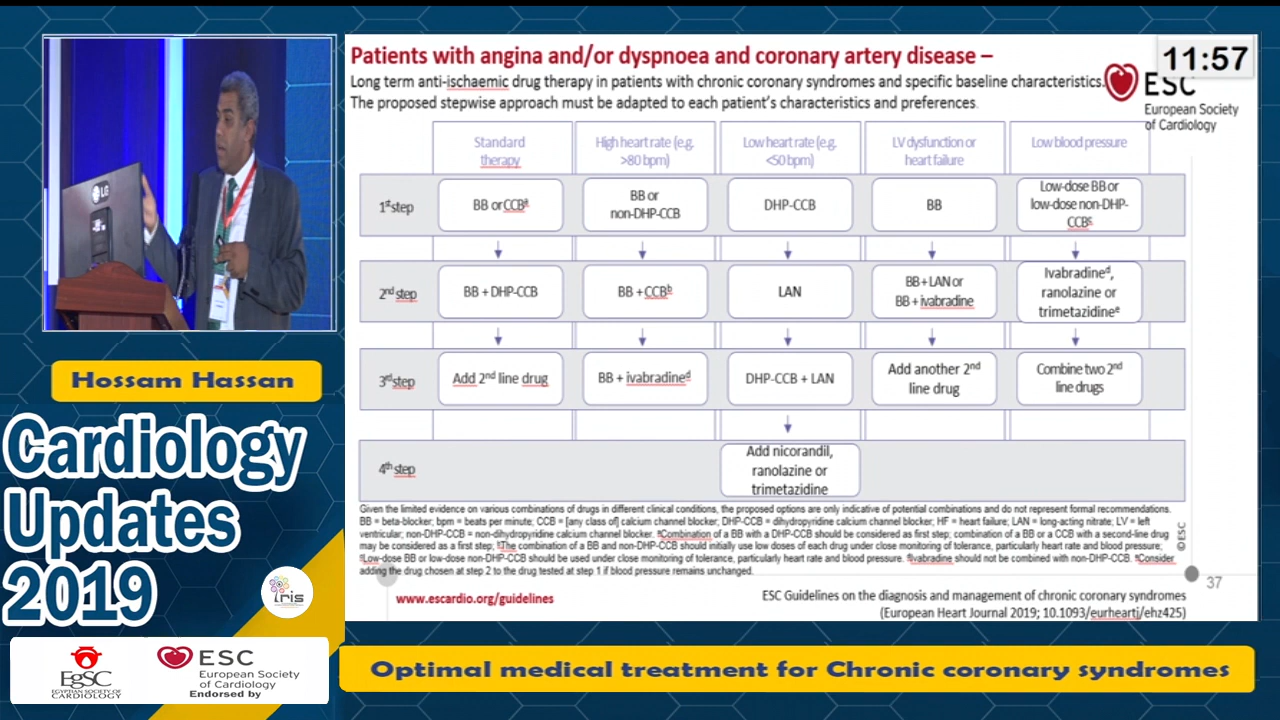 Patients with angina and/or dyspnoea and coronary artery disease –
11:57
Long term anti-ischaemic drug therapy in patients with chronic coronary syndromes and specific baseline characteristics.
The proposed stepwise approach must be adapted to each patient's characteristics and preferences.
ESC
European Society
of Cardiology
Standard
therapy
High heart rate (e.g.
>80 bpm)
Low heart rate (e.g.
<50 bpm)
LV dysfunction or
heart failure
Low blood pressure
1st step
BB or CCBa
BB or
non-DHP-CCB
DHP-CCB
BB
Low-dose BB or
low-dose non-DHP-
CCBc
2nd step
BB + DHP-CCB
BB + CCBb
LAN
BB + LAN or
BB + ivabradine
Ivabradined,
ranolazine or
trimetazidinee
3rd step
Add 2nd line drug
BB + ivabradined
DHP-CCB + LAN
Add another 2nd
line drug
Combine two 2nd
line drugs
4th step
Add nicorandil,
ranolazine or
trimetazidine
Given the limited evidence on various combinations of drugs in different clinical conditions, the proposed options are only indicative of potential combinations and do not represent formal recommendations.
BB = beta-blocker; bpm = beats per minute; CCB = [any class of] calcium channel blocker; DHP-CCB = dihydropyridine calcium channel blocker; HF = heart failure; LAN = long-acting nitrate; LV = left
ventricular; non-DHP-CCB = non-dihydropyridine calcium channel blocker. aCombination of a BB with a DHP-CCB should be considered as first step; combination of a BB or a CCB with a second-line drug
may be considered as a first step; bThe combination of a BB and non-DHP-CCB should initially use low doses of each drug under close monitoring of tolerance, particularly heart rate and blood pressure;
cLow-dose BB or low-dose non-DHP-CCB should be used under close monitoring of tolerance, particularly heart rate and blood pressure. dIvabradine should not be combined with non-DHP-CCB. eConsider
adding the drug chosen at step 2 to the drug tested at step 1 if blood pressure remains unchanged.
©ESC
37
www.escardio.org/guidelines
ESC Guidelines on the diagnosis and management of chronic coronary syndromes
(European Heart Journal 2019; 10.1093/eurheartj/ehz425)
LG
Hossam Hassan
Cardiology
Updates
2019
iris
EgSC
EGYPTIAN SOCIETY OF
CARDIOLOGY
ESC
European Society
of Cardiology
Endorsed by
Optimal medical treatment for Chronic coronary syndromes